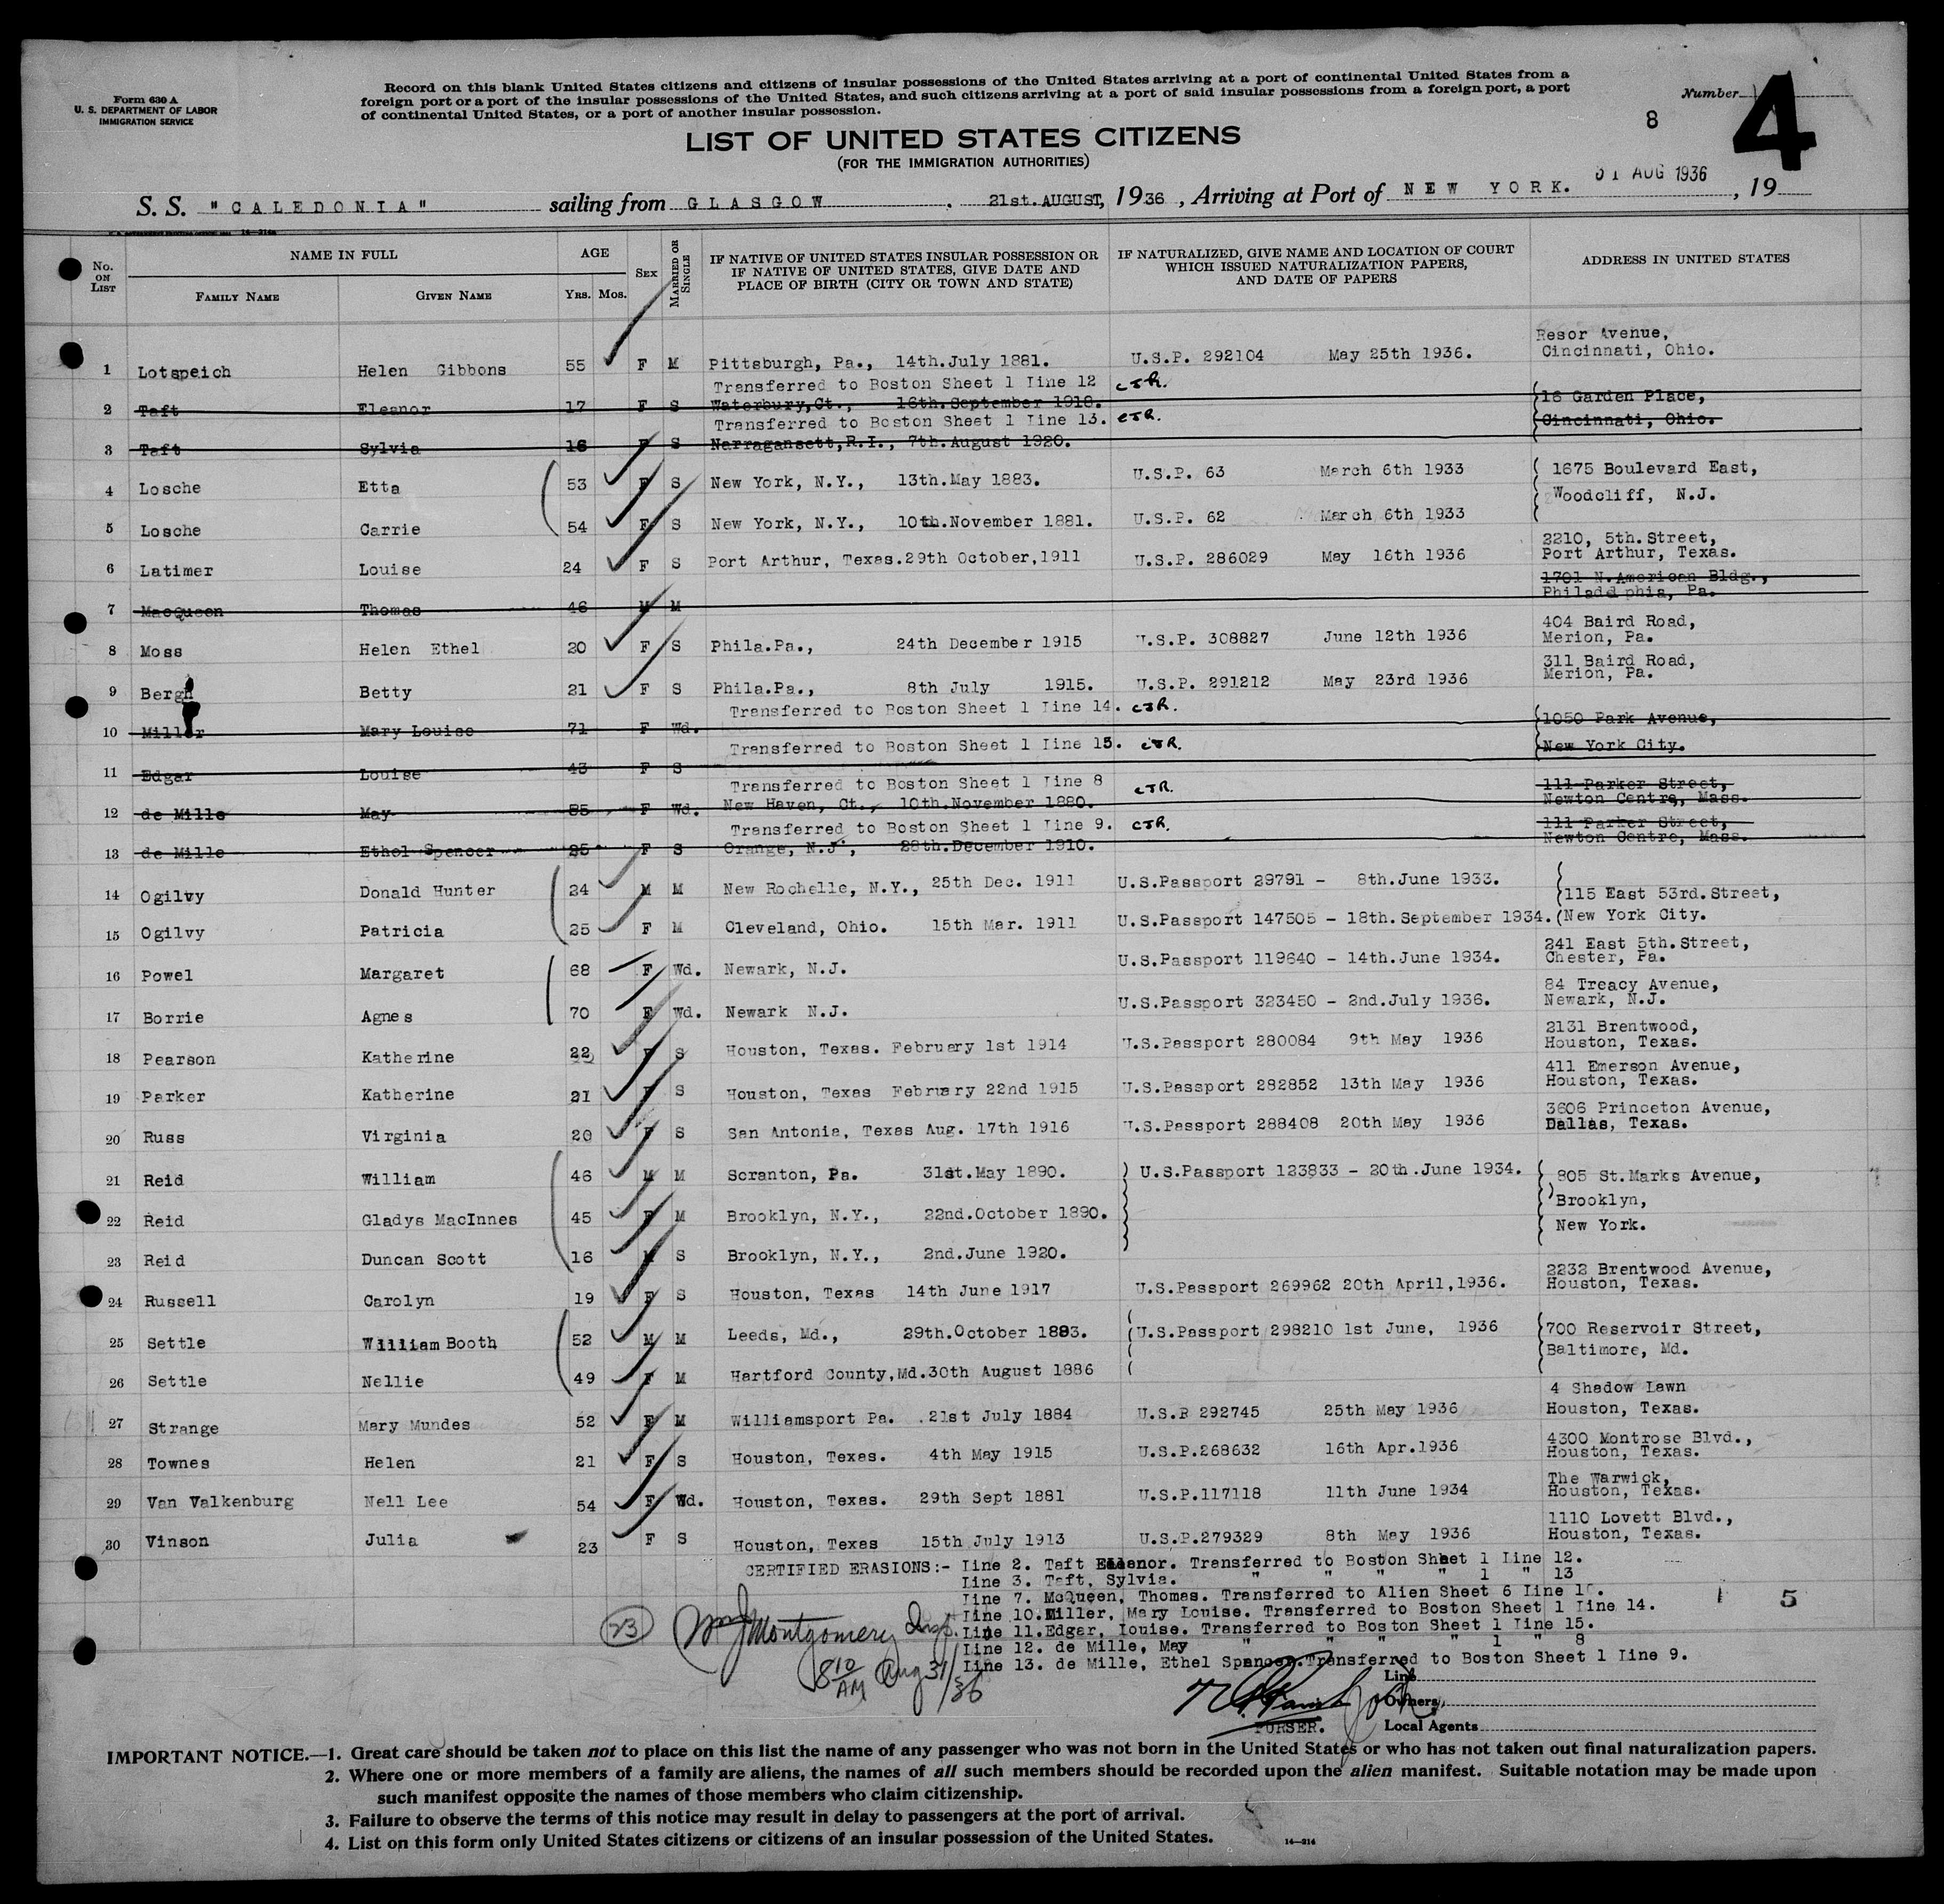 Form 630 A
U. S. DEPARTMENT OF LABOR
IMMIGRATION SERVICE
Record on this blank United States citizens and citizens of insular possessions of the United States arriving at a port of continental United States from a
foreign port or a port of the insular possessions of the United States, and such citizens arriving at a port of said insular possessions from a foreign port, a port
of continental United States, or a port of another insular possession.
Number
8
4
LIST OF UNITED STATES CITIZENS
(FOR THE IMMIGRATION AUTHORITIES)
31 AUG 1936
S. S. "CALEDONIA" sailing from GLASGOW, 21st.AUGUST, 1936, Arriving at Port of NEW YORK. , 19
No. ON LIST NAME IN FULL FAMILY NAME GIVEN NAME AGE YRS. MOS. SEX MARRIED OR SINGLE IF NATIVE OF UNITED STATES INSULAR POSSESSION OR IF NATIVE OF UNITED STATES, GIVE DATE AND PLACE OF BIRTH (CITY OR TOWN AND STATE) IF NATURALIZED, GIVE NAME AND LOCATION OF COURT WHICH ISSUED NATURALIZATION PAPERS, AND DATE OF PAPERS ADDRESS IN UNITED STATES
1 Lotspeich Helen Gibbons 55 F M Pittsburgh, Pa., 14th.July 1881. U.S.P. 292104 May 25th 1936. Resor Avenue, Cincinnati, Ohio.
Transferred to Boston Sheet 1 Line 12 CJR.
2 Taft Eleanor 17 F S Waterbury,Ct., 16th.September 1918. 16 Garden Place,
Transferred to Boston Sheet 1 Line 13. CJR.
3 Taft Sylvia 16 F S Narragansett,R.I., 7th.August 1920. Cincinnati, Ohio.
4 Losche Etta 53 F S New York, N.Y., 13th.May 1883. U.S.P. 63 March 6th 1933 1675 Boulevard East,
5 Losche Carrie 54 F S New York, N.Y., 10th.November 1881. U.S.P. 62 March 6th 1933 Woodcliff, N.J.
6 Latimer Louise 24 F S Port Arthur, Texas.29th October,1911 U.S.P. 286029 May 16th 1936 2210, 5th.Street, Port Arthur, Texas.
7 MacQueen Thomas 46 M M 1701 N.American Bldg., Philadelphia, Pa.
8 Moss Helen Ethel 20 F S Phila.Pa., 24th December 1915 U.S.P. 308827 June 12th 1936 404 Baird Road, Merion, Pa.
9 Bergh Betty 21 F S Phila.Pa., 8th July 1915. U.S.P. 291212 May 23rd 1936 311 Baird Road, Merion, Pa.
Transferred to Boston Sheet 1 Line 14. CJR.
10 Miller Mary Louise 71 F Wd. 1050 Park Avenue,
Transferred to Boston Sheet 1 Line 15. CJR.
11 Edgar Louise 43 F S New York City.
Transferred to Boston Sheet 1 Line 8 CJR.
12 de Mille May 85 F Wd. New Haven, Ct., 10th.November 1880. 111 Parker Street, Newton Centre, Mass.
Transferred to Boston Sheet 1 Line 9. CJR.
13 de Mille Ethel Spencer 25 F S Orange, N.J., 28th.December 1910. 111 Parker Street, Newton Centre, Mass.
14 Ogilvy Donald Hunter 24 M M New Rochelle, N.Y., 25th Dec. 1911 U.S.Passport 29791 - 8th.June 1933. 115 East 53rd.Street,
15 Ogilvy Patricia 25 F M Cleveland, Ohio. 15th Mar. 1911 U.S.Passport 147505 - 18th.September 1934. New York City.
16 Powel Margaret 68 F Wd. Newark, N.J. U.S.Passport 119640 - 14th.June 1934. 241 East 5th.Street, Chester, Pa.
17 Borrie Agnes 70 F Wd. Newark N.J. U.S.Passport 323450 - 2nd.July 1936. 84 Treacy Avenue, Newark, N.J.
18 Pearson Katherine 22 F S Houston, Texas. February 1st 1914 U.S.Passport 280084 9th May 1936 2131 Brentwood, Houston, Texas.
19 Parker Katherine 21 F S Houston, Texas February 22nd 1915 U.S.Passport 282852 13th May 1936 411 Emerson Avenue, Houston, Texas.
20 Russ Virginia 20 F S San Antonia, Texas Aug. 17th 1916 U.S.Passport 288408 20th May 1936 3606 Princeton Avenue, Dallas, Texas.
21 Reid William 46 M M Scranton, Pa. 31st.May 1890. U.S.Passport 123833 - 20th.June 1934. 805 St.Marks Avenue,
22 Reid Gladys MacInnes 45 F M Brooklyn, N.Y., 22nd.October 1890. Brooklyn,
New York.
23 Reid Duncan Scott 16 M S Brooklyn, N.Y., 2nd.June 1920.
24 Russell Carolyn 19 F S Houston, Texas 14th June 1917 U.S.Passport 269962 20th April,1936. 2232 Brentwood Avenue, Houston, Texas.
25 Settle William Booth 52 M M Leeds, Md., 29th.October 1883. U.S.Passport 298210 1st June, 1936 700 Reservoir Street,
26 Settle Nellie 49 F M Hartford County,Md.30th August 1886 Baltimore, Md.
27 Strange Mary Mundes 52 F M Williamsport Pa. 21st July 1884 U.S.P 292745 25th May 1936 4 Shadow Lawn Houston, Texas.
28 Townes Helen 21 F S Houston, Texas. 4th May 1915 U.S.P.268632 16th Apr.1936 4300 Montrose Blvd., Houston, Texas.
29 Van Valkenburg Nell Lee 54 F Wd. Houston, Texas. 29th Sept 1881 U.S.P.117118 11th June 1934 The Warwick, Houston, Texas.
30 Vinson Julia 23 F S Houston, Texas 15th July 1913 U.S.P.279329 8th May 1936 1110 Lovett Blvd., Houston, Texas.
CERTIFIED ERASIONS:- Line 2. Taft Eleanor. Transferred to Boston Sheet 1 Line 12.
Line 3. Taft, Sylvia. " " " " 1 " 13
Line 7. McQueen, Thomas. Transferred to Alien Sheet 6 Line
Line 10.Miller, Mary Louise. Transferred to Boston Sheet 1 Line 14.
Line 11.Edgar, Louise. Transferred to Boston Sheet 1 Line 15.
Line 12. de Mille, May " " " " 1 " 8
Line 13. de Mille, Ethel Spencer.Transferred to Boston Sheet 1 Line 9.
1 5
23 Wm J Montgomery Insp.
8 10 AM Aug 31/36
PURSER.
Line
Owners
Local Agents
IMPORTANT NOTICE.—1. Great care should be taken not to place on this list the name of any passenger who was not born in the United States or who has not taken out final naturalization papers.
2. Where one or more members of a family are aliens, the names of all such members should be recorded upon the alien manifest. Suitable notation may be made upon
such manifest opposite the names of those members who claim citizenship.
3. Failure to observe the terms of this notice may result in delay to passengers at the port of arrival.
4. List on this form only United States citizens or citizens of an insular possession of the United States.
14—214